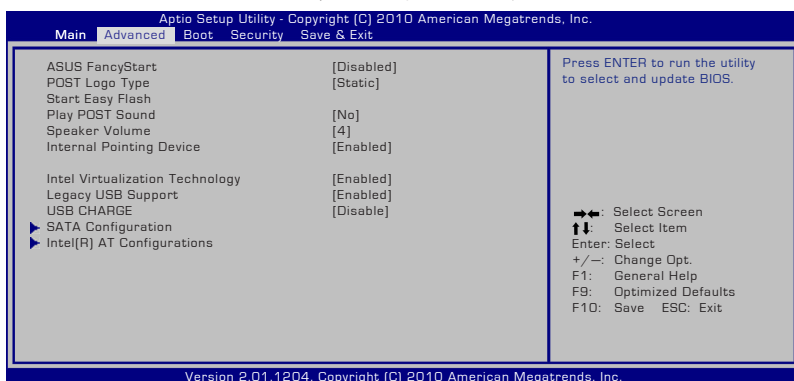 Aptio Setup Utility - Copyright (C) 2010 American Megatrends, Inc.
Main Advanced Boot Security Save & Exit
ASUS FancyStart [Disabled]
POST Logo Type [Static]
Start Easy Flash
Play POST Sound [No]
Speaker Volume [4]
Internal Pointing Device [Enabled]
Intel Virtualization Technology [Enabled]
Legacy USB Support [Enabled]
USB CHARGE [Disable]
SATA Configuration
Intel(R) AT Configurations
Press ENTER to run the utility
to select and update BIOS.
→←: Select Screen
↑↓: Select Item
Enter: Select
+/—: Change Opt.
F1: General Help
F9: Optimized Defaults
F10: Save ESC: Exit
Version 2.01.1204. Copyright (C) 2010 American Megatrends, Inc.